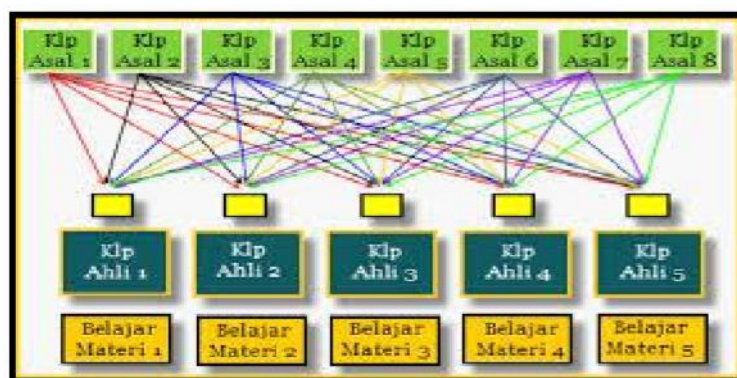 Klp
Asal 1
Klp
Asal 2
Klp
Asal 3
Klp
Asal 4
Klp
Asal 5
Klp
Asal 6
Klp
Asal 7
Klp
Asal 8
Klp
Ahli 1
Klp
Ahli 2
Klp
Ahli 3
Klp
Ahli 4
Klp
Ahli 5
Belajar
Materi 1
Belajar
Materi 2
Belajar
Materi 3
Belajar
Materi 4
Belajar
Materi 5